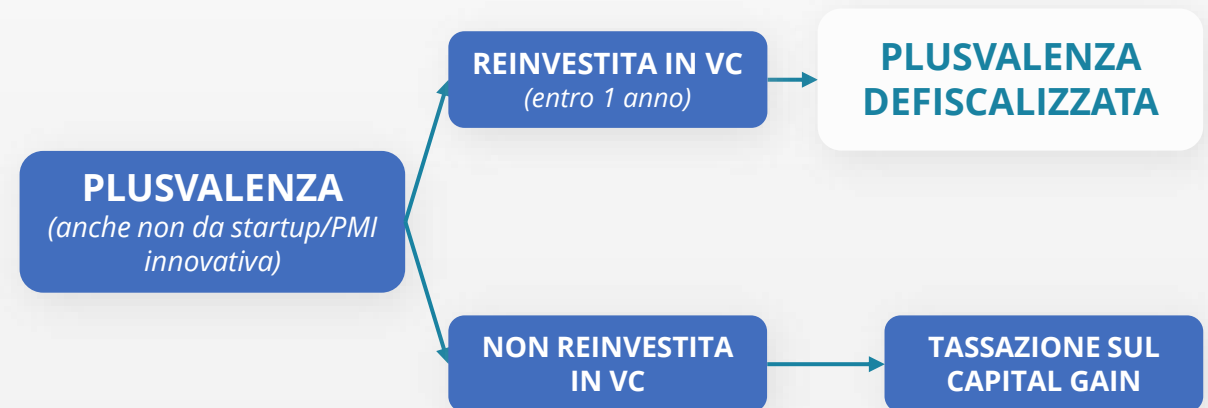 PLUSVALENZA
(anche non da startup/PMI
innovativa)
REINVESTITA IN VC
(entro 1 anno)
PLUSVALENZA
DEFISCALIZZATA
NON REINVESTITA
IN VC
TASSAZIONE SUL
CAPITAL GAIN